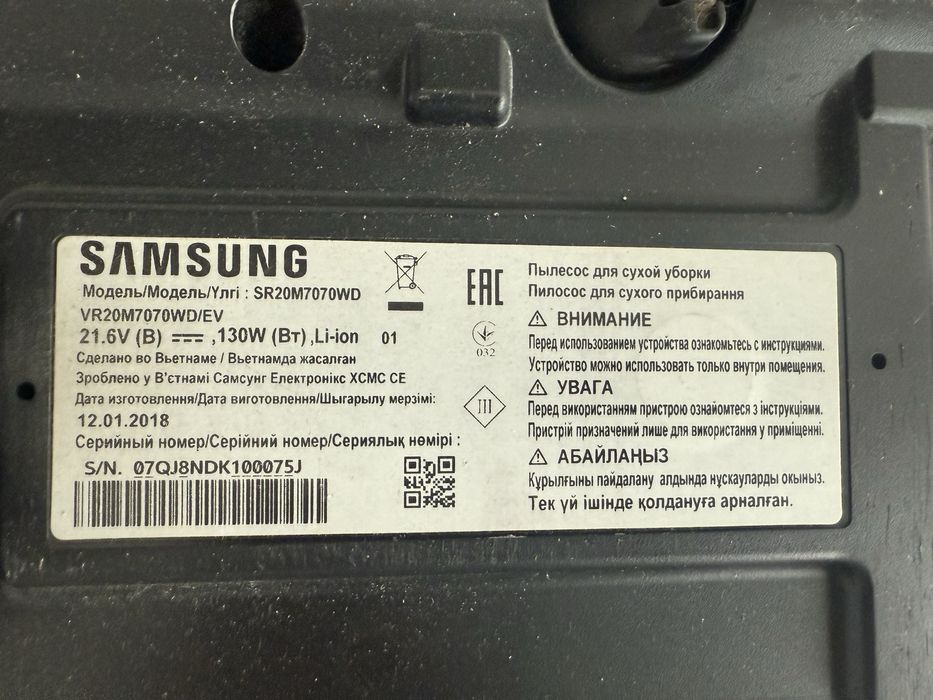 SAMSUNG
Модель/Модель/Үлгі : SR20M7070WD
VR20M7070WD/EV
21.6V (В) ⎓ ,130W (Вт) ,Li-ion 01
Сделано во Вьетнаме / Вьетнамда жасалған
Зроблено у В'єтнамі Самсунг Електронікс ХСМС СЕ
Дата изготовления/Дата виготовлення/Шығарылу мерзімі:
12.01.2018
Серийный номер/Серійний номер/Сериялық нөмірі :
S/N. 07QJ8NDK100075J
EAC
032
III
Пылесос для сухой уборки
Пилосос для сухого прибирання
⚠ ВНИМАНИЕ
Перед использованием устройства ознакомьтесь с инструкциями.
Устройство можно использовать только внутри помещения.
⚠ УВАГА
Перед використанням пристрою ознайомтеся з інструкціями.
Пристрій призначений лише для використання у приміщенні.
⚠ АБАЙЛАҢЫЗ
Құрылғыны пайдалану алдында нұсқауларды окыныз.
Тек үй ішінде қолдануға арналған.